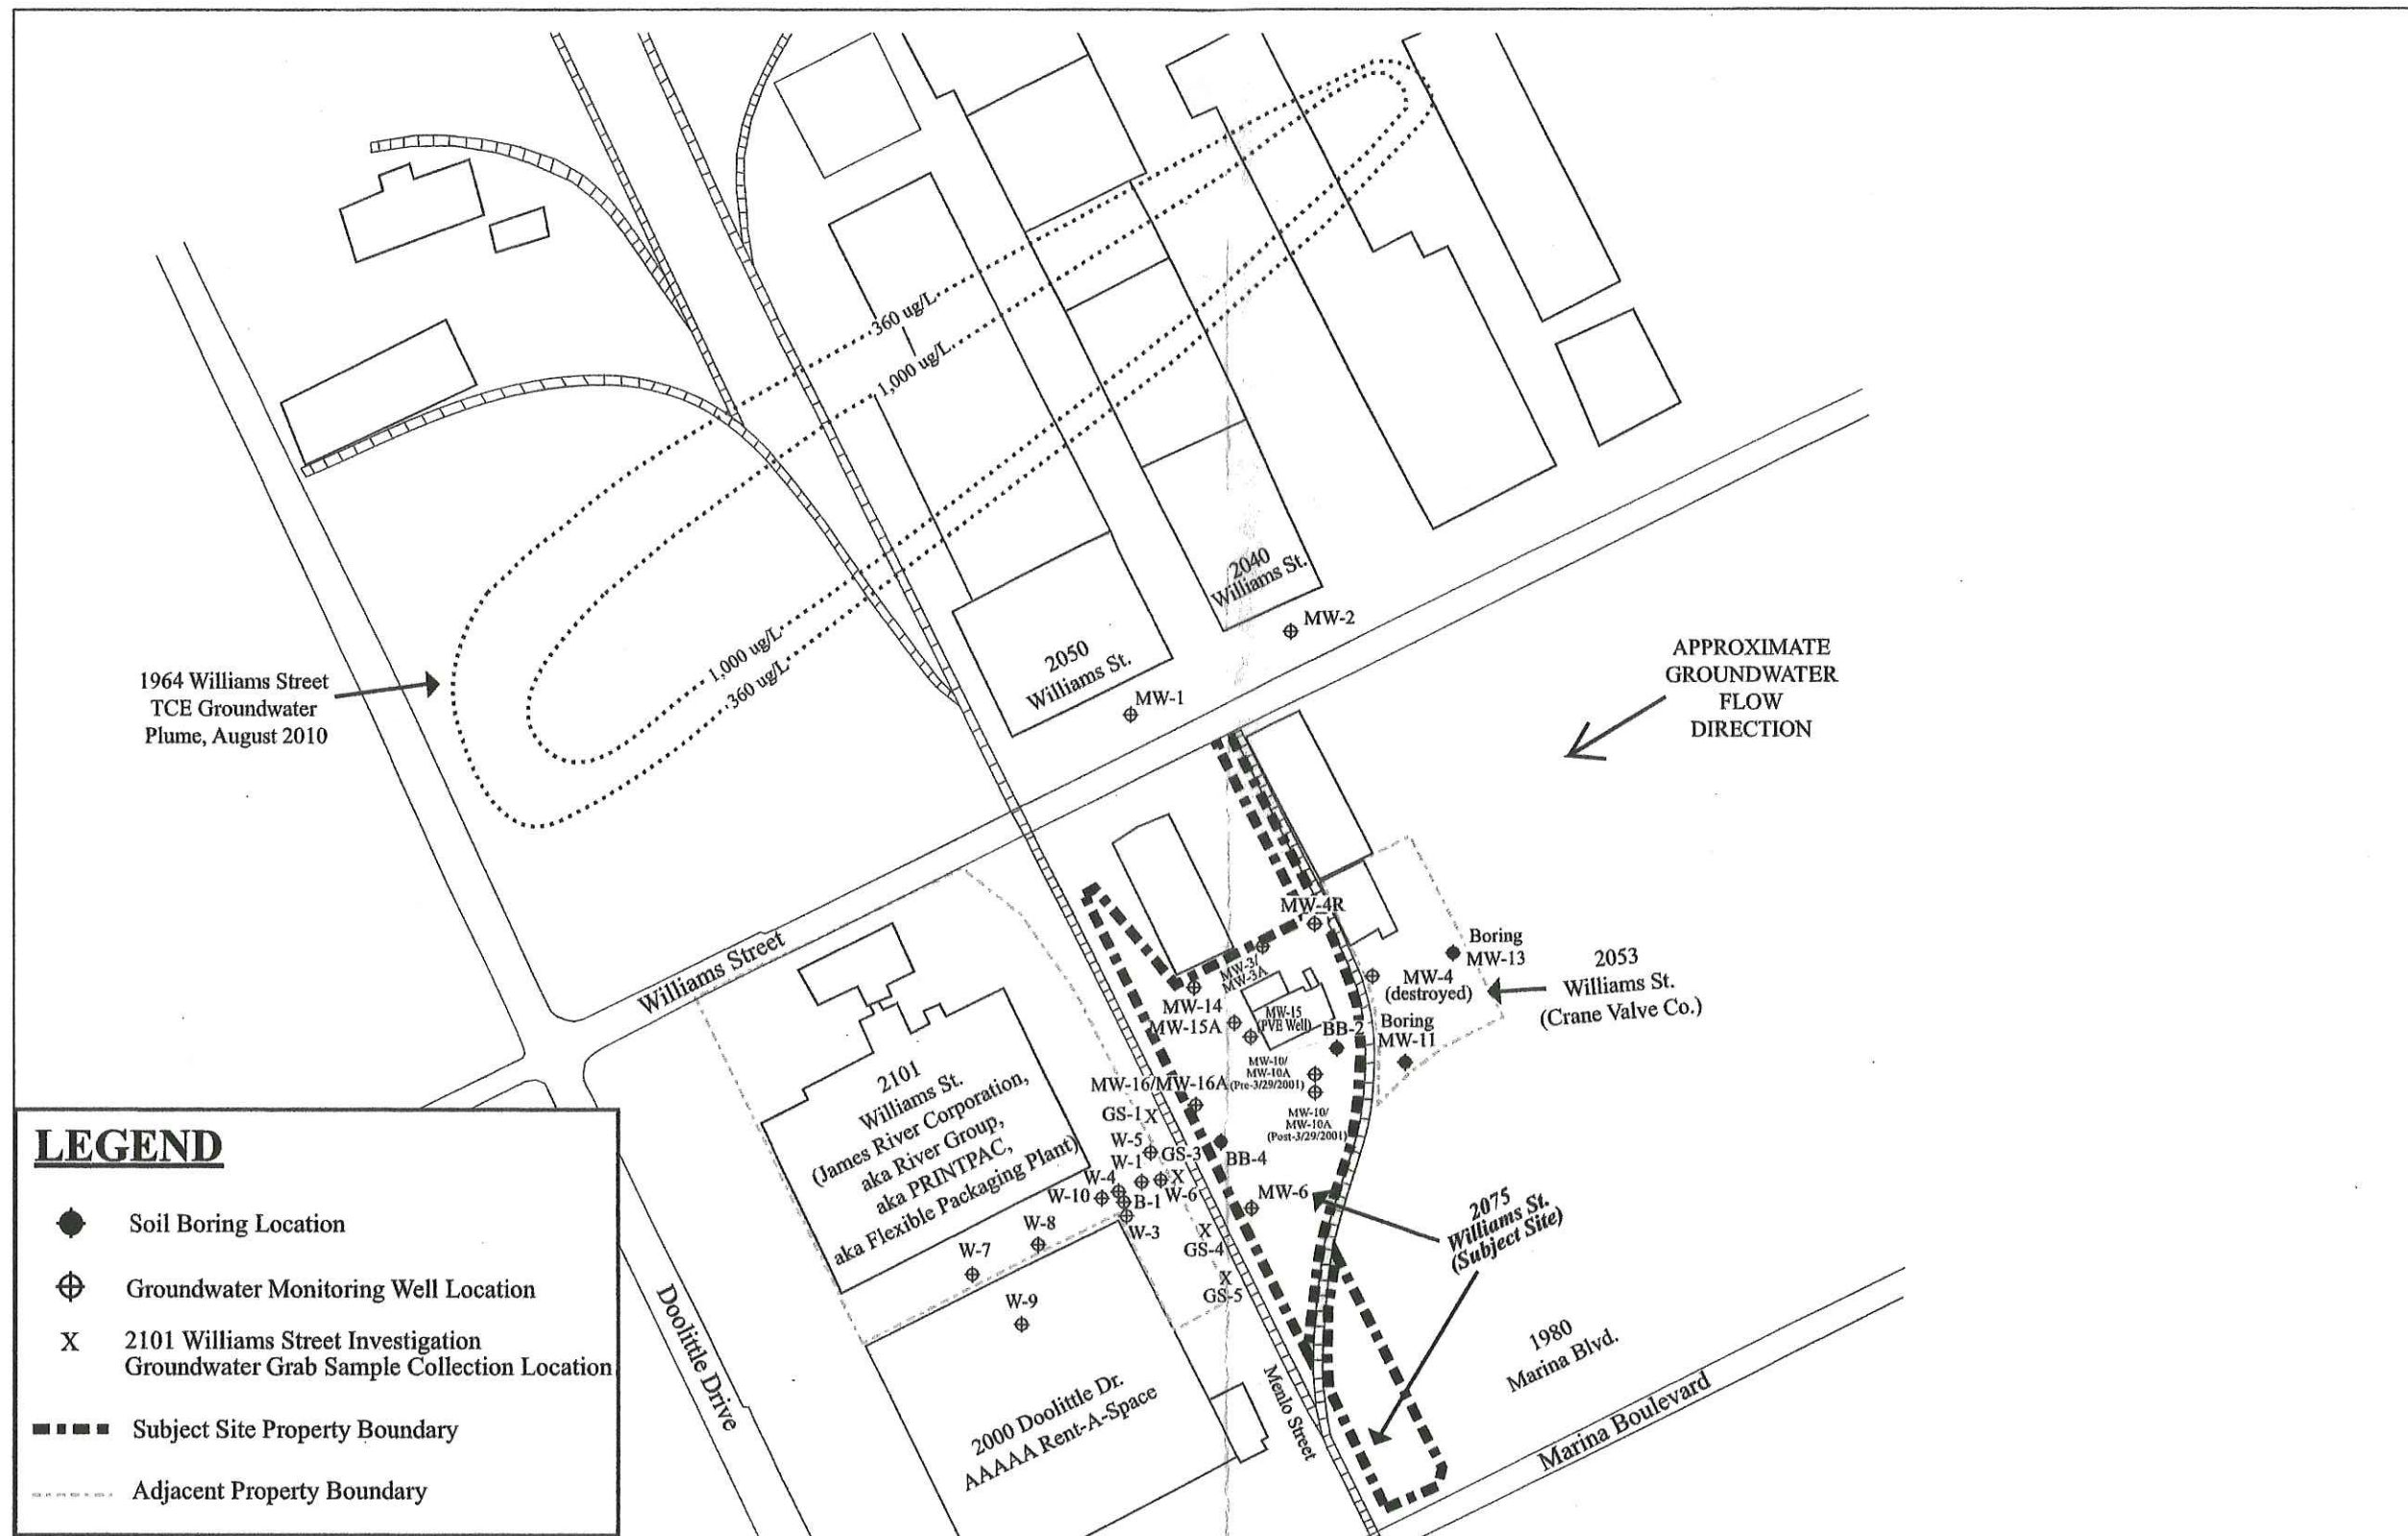 360 ug/L
1,000 ug/L
1,000 ug/L
360 ug/L
1964 Williams Street
TCE Groundwater
Plume, August 2010
2040
Williams St.
MW-2
2050
Williams St.
MW-1
APPROXIMATE
GROUNDWATER
FLOW
DIRECTION
Williams Street
MW-4R
MW-3/
MW-3A
Boring
MW-13
MW-4
(destroyed)
2053
Williams St.
(Crane Valve Co.)
MW-14
MW-15A
MW-15
(PVE Well)
BB-2
Boring
MW-11
MW-10/
MW-10A
(Pre-3/29/2001)
MW-16/MW-16A
MW-10/
MW-10A
(Post-3/29/2001)
GS-1
X
W-5
GS-3
X
BB-4
W-1
W-4
W-10
B-1
W-6
MW-6
W-3
X
GS-4
X
GS-5
W-8
W-7
W-9
2101
Williams St.
(James River Corporation,
aka River Group,
aka PRINTPAC,
aka Flexible Packaging Plant)
2075
Williams St.
(Subject Site)
Doolittle Drive
2000 Doolittle Dr.
AAAAA Rent-A-Space
Menlo Street
1980
Marina Blvd.
Marina Boulevard
LEGEND
Soil Boring Location
Groundwater Monitoring Well Location
X 2101 Williams Street Investigation
Groundwater Grab Sample Collection Location
Subject Site Property Boundary
Adjacent Property Boundary